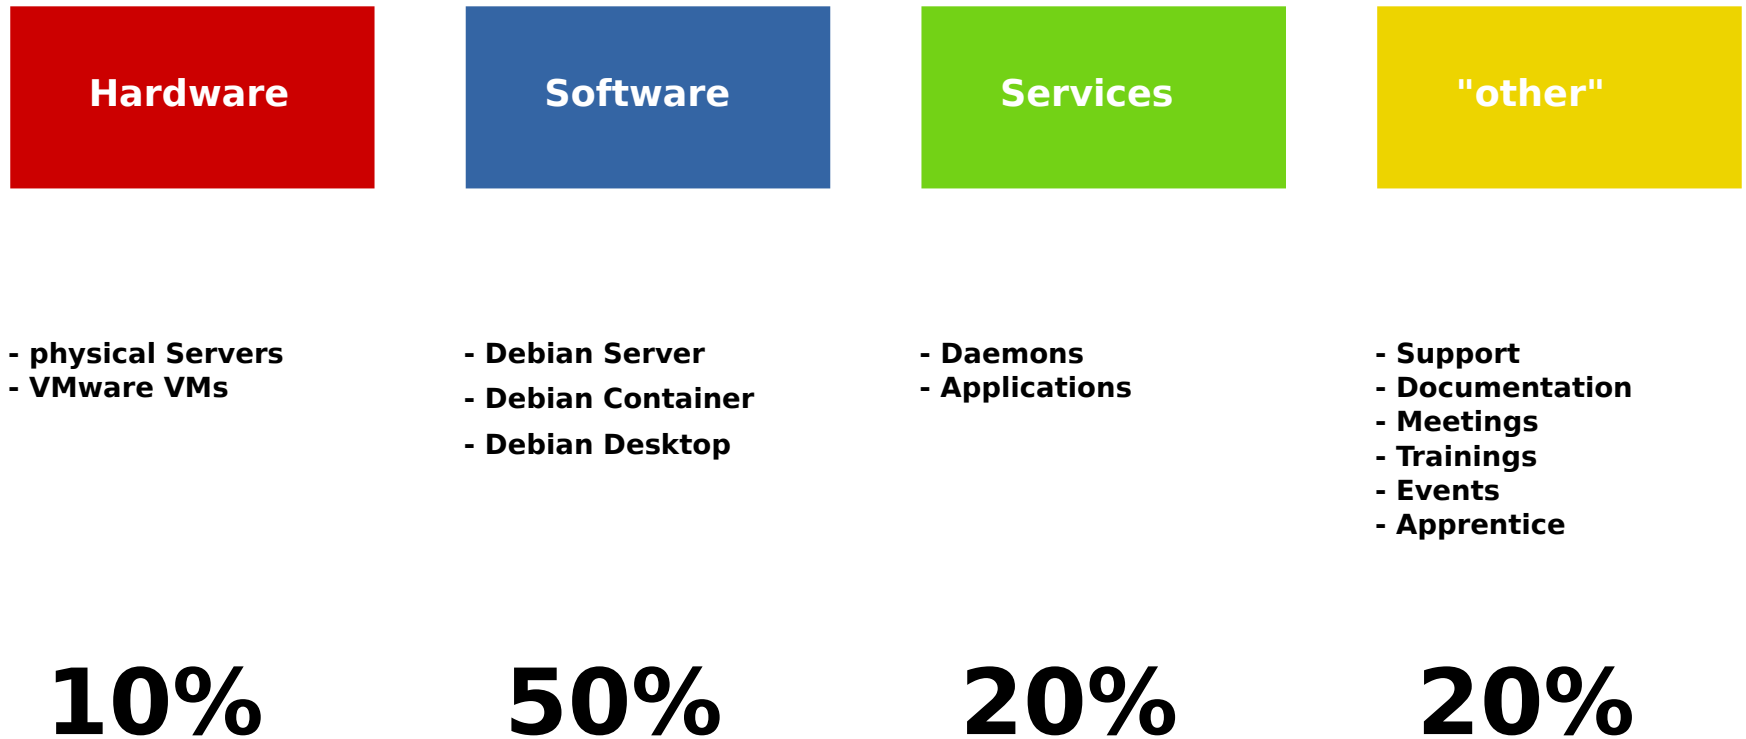 Hardware
Software
Services
"other"
- physical Servers
- VMware VMs
- Debian Server
- Debian Container
- Debian Desktop
- Daemons
- Applications
- Support
- Documentation
- Meetings
- Trainings
- Events
- Apprentice
10%
50%
20%
20%